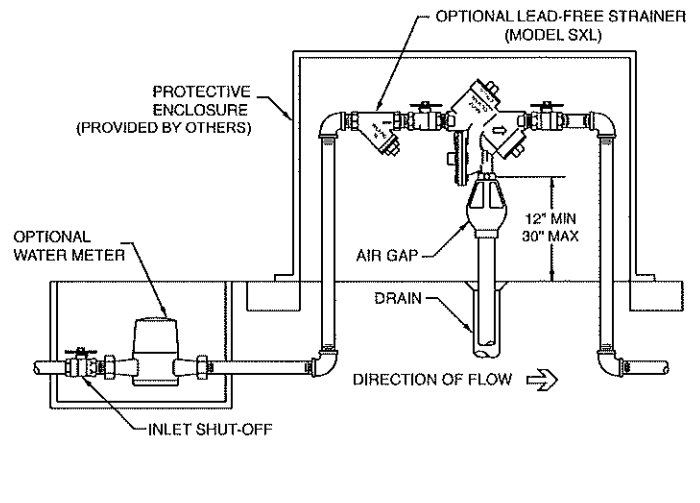 OPTIONAL LEAD-FREE STRAINER
(MODEL SXL)
PROTECTIVE
ENCLOSURE
(PROVIDED BY OTHERS)
12" MIN
30" MAX
OPTIONAL
WATER METER
AIR GAP
DRAIN
DIRECTION OF FLOW
INLET SHUT-OFF